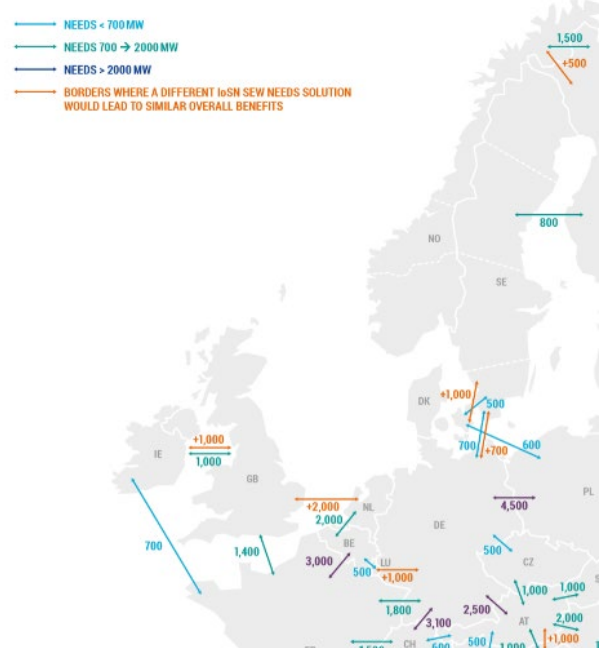 NEEDS < 700 MW
NEEDS 700 → 2000 MW
NEEDS > 2000 MW
BORDERS WHERE A DIFFERENT IoSN SEW NEEDS SOLUTION
WOULD LEAD TO SIMILAR OVERALL BENEFITS
1,500
+500
800
NO
SE
+1,000
DK
500
+1,000
IE
1,000
700
+700
600
GB
+2,000
NL
PL
4,500
2,000
DE
BE
700
1,400
3,000
500
LU
+1,000
500
CZ
1,000
1,000
1,800
2,500
3,100
AT
2,000
CH
600
500
+1,000